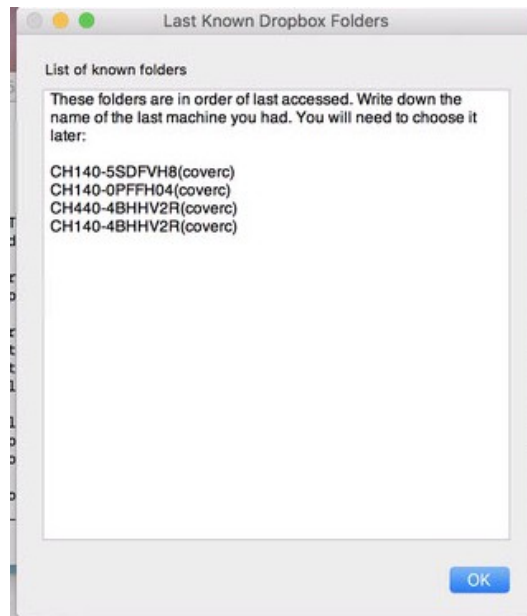 Last Known Dropbox Folders
List of known folders
These folders are in order of last accessed. Write down the
name of the last machine you had. You will need to choose it
later:
CH140-5SDFVH8(coverc)
CH140-0PFFH04(coverc)
CH440-4BHHV2R(coverc)
CH140-4BHHV2R(coverc)
OK